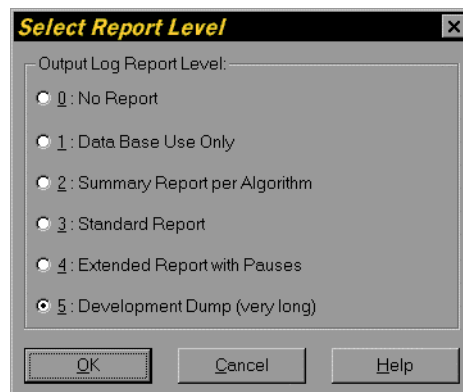 Select Report Level
Output Log Report Level:
0 : No Report
1 : Data Base Use Only
2 : Summary Report per Algorithm
3 : Standard Report
4 : Extended Report with Pauses
5 : Development Dump (very long)
OK Cancel Help